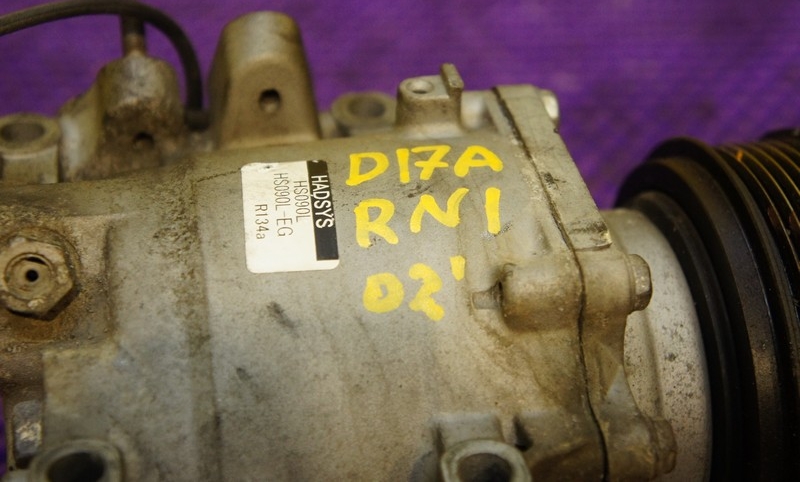 HADSYS
HS090L
HS090L-EG
R134a
D17A
RN1
02'